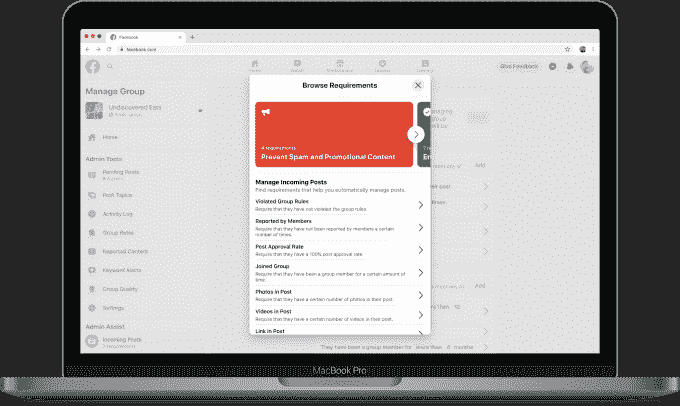 Facebook
facebook.com
Give Feedback
Manage Group
Undiscovered Eats
Home
Admin Tools
Pending Posts
Post Topics
Activity Log
Group Rules
Reported Content
Keyword Alerts
Group Quality
Settings
Admin Assist
Incoming Posts
Browse Requirements
4 requirements
Prevent Spam and Promotional Content
Manage Incoming Posts
Find requirements that help you automatically manage posts.
Violated Group Rules
Require that they have not violated the group rules.
Reported by Members
Require that they have not been reported by members a certain
number of times.
Post Approval Rate
Require that they have a 100% post approval rate.
Joined Group
Require that they have been a group member for a certain amount of
time.
Photos in Post
Require that they have a certain number of photos in their post.
Videos in Post
Require that they have a certain number of videos in their post.
Link in Post
Add
Add
They have been a group member for more than 6 months
MacBook Pro